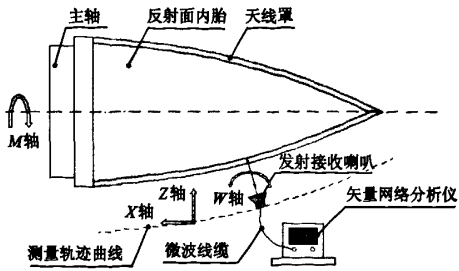 主轴
反射面内胎
天线罩
M轴
发射接收喇叭
Z轴
W轴
X轴
矢量网络分析仪
测量轨迹曲线
微波线缆